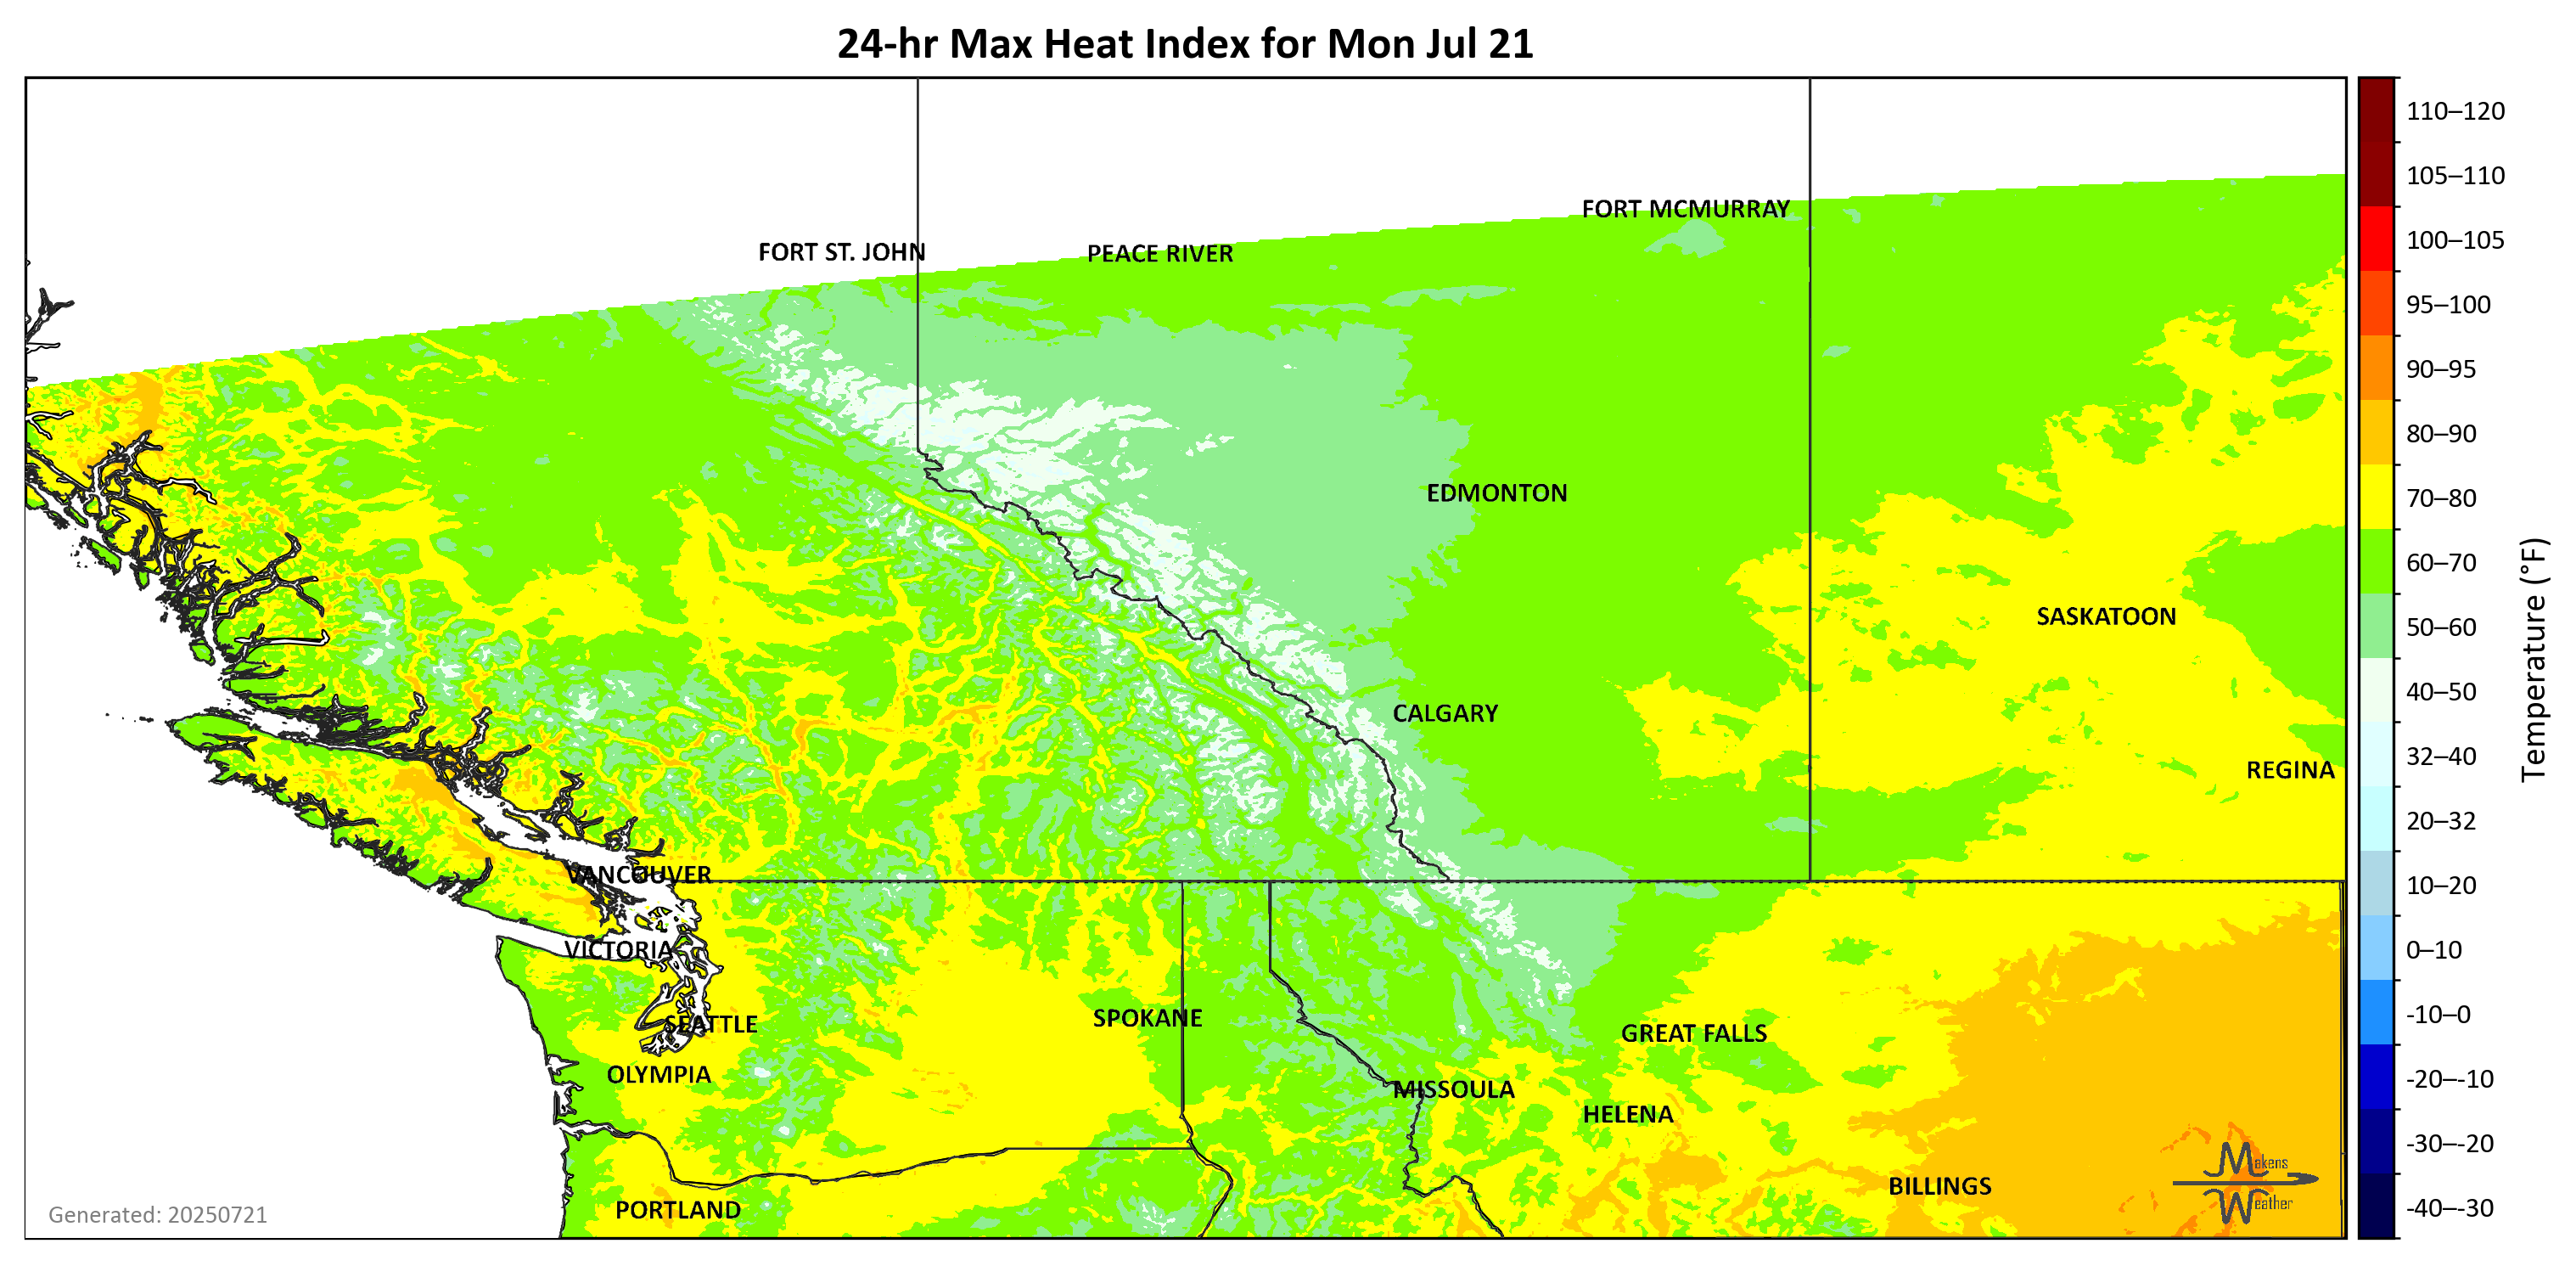 24-hr Max Heat Index for Mon Jul 21
FORT MCMURRAY
FORT ST. JOHN
PEACE RIVER
EDMONTON
SASKATOON
CALGARY
REGINA
VANCOUVER
VICTORIA
SPOKANE
SEATTLE
GREAT FALLS
OLYMPIA
MISSOULA
HELENA
BILLINGS
PORTLAND
Makens
Weather
Generated: 20250721
110–120
105–110
100–105
95–100
90–95
80–90
70–80
60–70
50–60
40–50
32–40
20–32
10–20
0–10
-10–0
-20–-10
-30–-20
-40–-30
Temperature (°F)